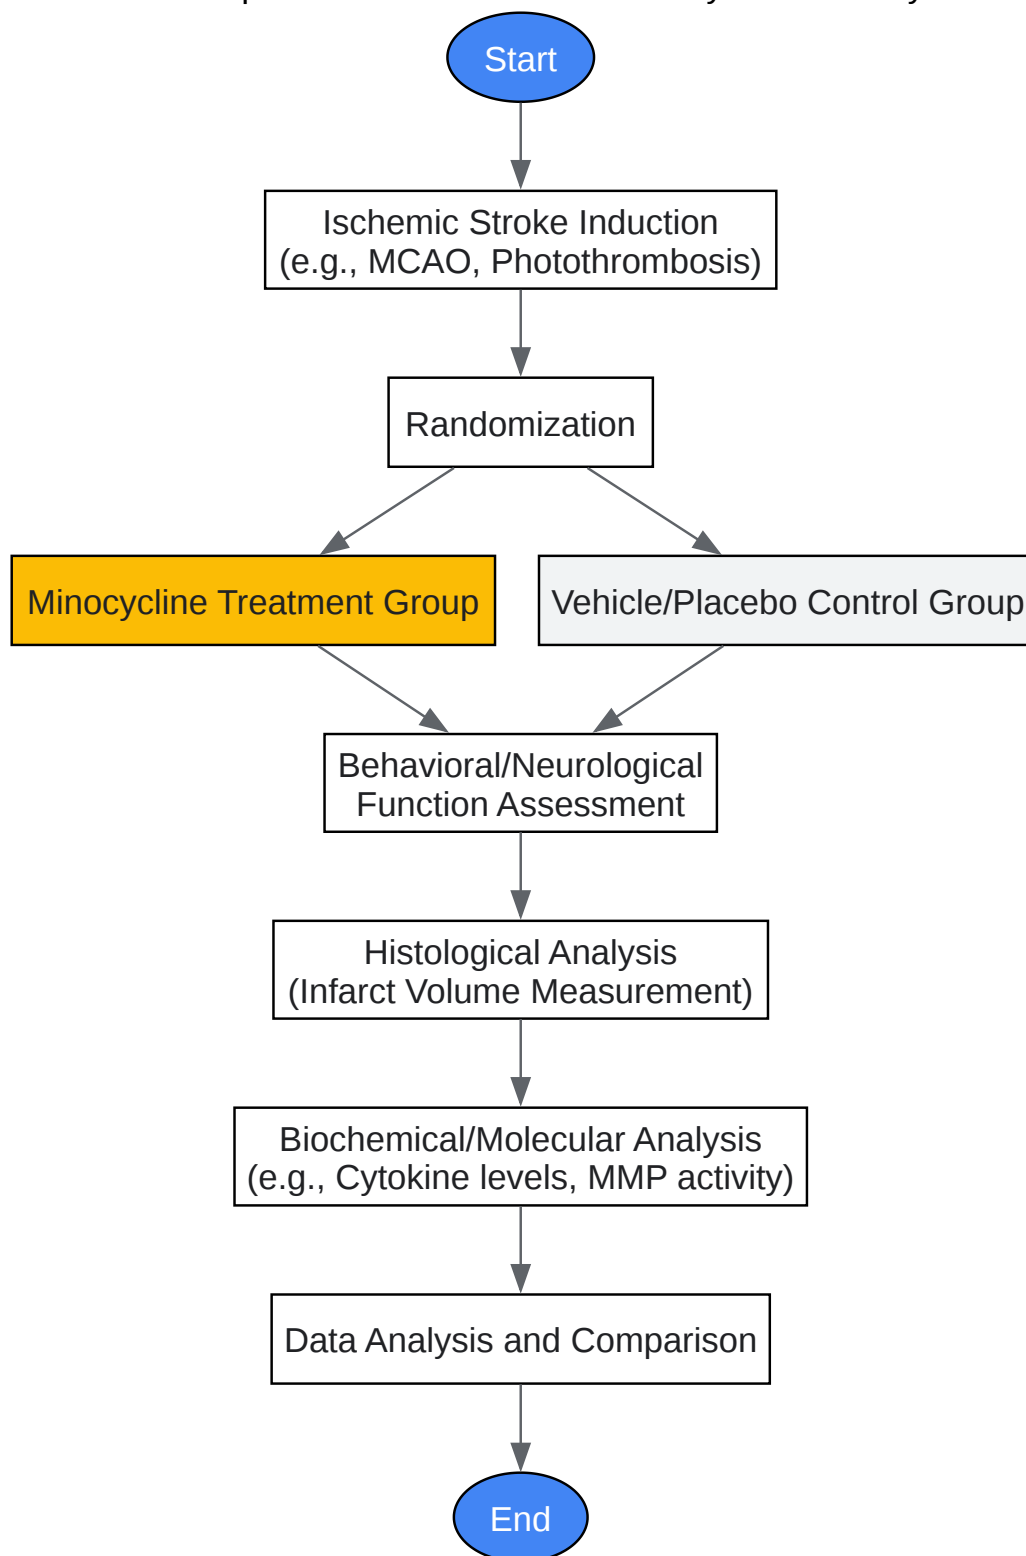 Start
Ischemic Stroke Induction
(e.g., MCAO, Photothrombosis)
Randomization
Minocycline Treatment Group
Vehicle/Placebo Control Group
Behavioral/Neurological
Function Assessment
Histological Analysis
(Infarct Volume Measurement)
Biochemical/Molecular Analysis
(e.g., Cytokine levels, MMP activity)
Data Analysis and Comparison
End